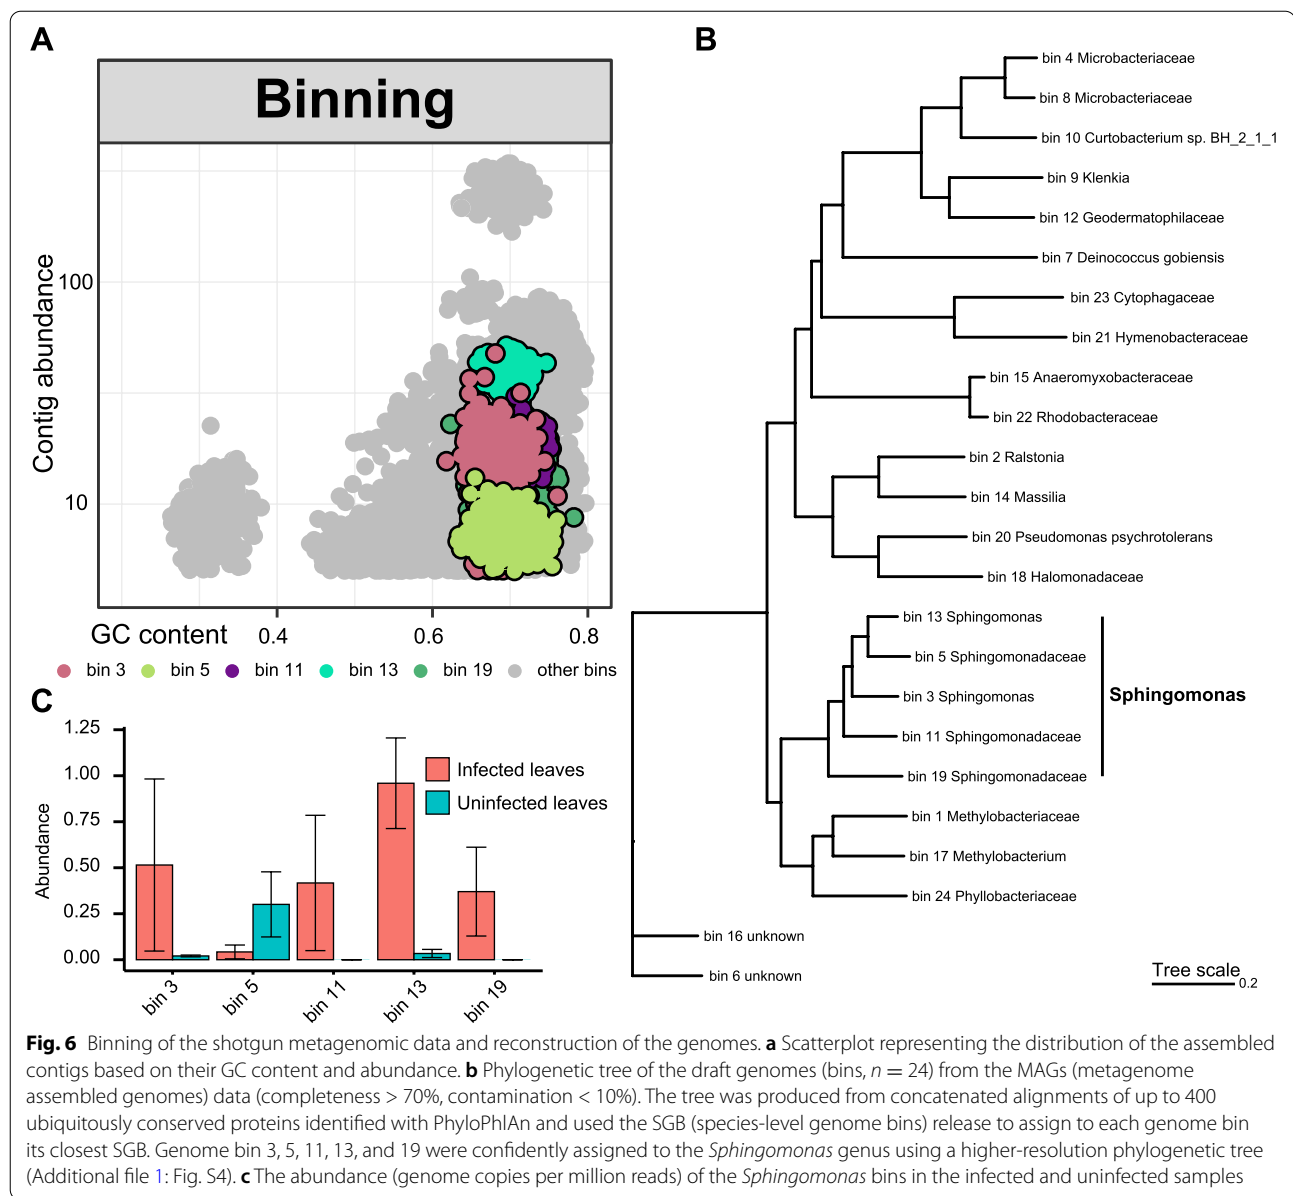 A
Binning
Contig abundance
100
10
GC content
0.4
0.6
0.8
bin 3
bin 5
bin 11
bin 13
bin 19
other bins
B
bin 4 Microbacteriaceae
bin 8 Microbacteriaceae
bin 10 Curtobacterium sp. BH_2_1_1
bin 9 Klenkia
bin 12 Geodermatophilaceae
bin 7 Deinococcus gobiensis
bin 23 Cytophagaceae
bin 21 Hymenobacteraceae
bin 15 Anaeromyxobacteraceae
bin 22 Rhodobacteraceae
bin 2 Ralstonia
bin 14 Massilia
bin 20 Pseudomonas psychrotolerans
bin 18 Halomonadaceae
bin 13 Sphingomonas
bin 5 Sphingomonadaceae
bin 3 Sphingomonas
bin 11 Sphingomonadaceae
bin 19 Sphingomonadaceae
Sphingomonas
bin 1 Methylobacteriaceae
bin 17 Methylobacterium
bin 24 Phyllobacteriaceae
bin 16 unknown
bin 6 unknown
Tree scale
0.2
C
Abundance
1.25
1.00
0.75
0.50
0.25
0.00
Infected leaves
Uninfected leaves
bin 3
bin 5
bin 11
bin 13
bin 19
Fig. 6 Binning of the shotgun metagenomic data and reconstruction of the genomes. a Scatterplot representing the distribution of the assembled
contigs based on their GC content and abundance. b Phylogenetic tree of the draft genomes (bins, n = 24) from the MAGs (metagenome
assembled genomes) data (completeness > 70%, contamination < 10%). The tree was produced from concatenated alignments of up to 400
ubiquitously conserved proteins identified with PhyloPhlAn and used the SGB (species-level genome bins) release to assign to each genome bin
its closest SGB. Genome bin 3, 5, 11, 13, and 19 were confidently assigned to the Sphingomonas genus using a higher-resolution phylogenetic tree
(Additional file 1: Fig. S4). c The abundance (genome copies per million reads) of the Sphingomonas bins in the infected and uninfected samples